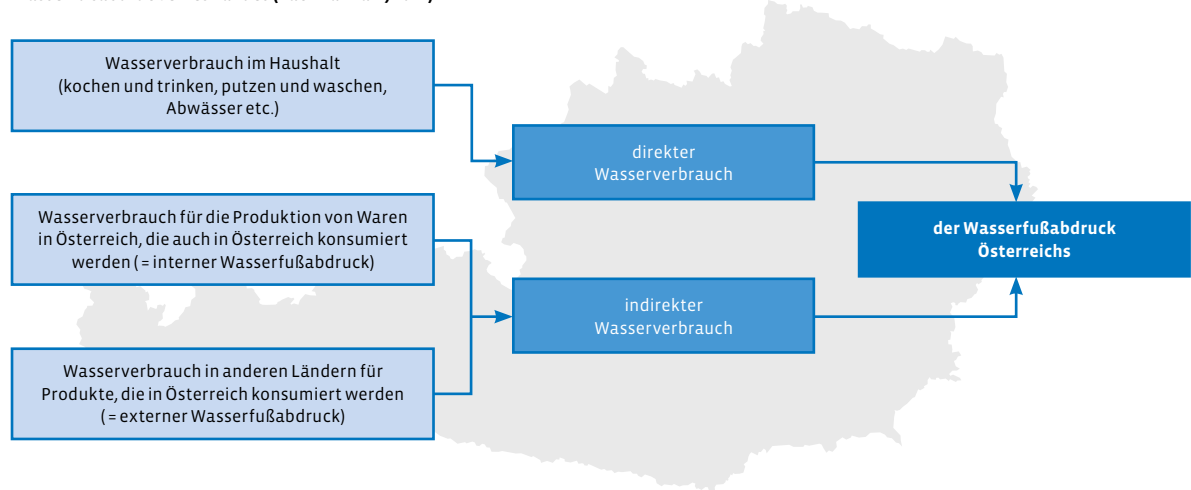 Wasserverbrauch im Haushalt
(kochen und trinken, putzen und waschen,
Abwässer etc.)
direkter
Wasserverbrauch
Wasserverbrauch für die Produktion von Waren
in Österreich, die auch in Österreich konsumiert
werden (= interner Wasserfußabdruck)
der Wasserfußabdruck
Österreichs
indirekter
Wasserverbrauch
Wasserverbrauch in anderen Ländern für
Produkte, die in Österreich konsumiert werden
(= externer Wasserfußabdruck)